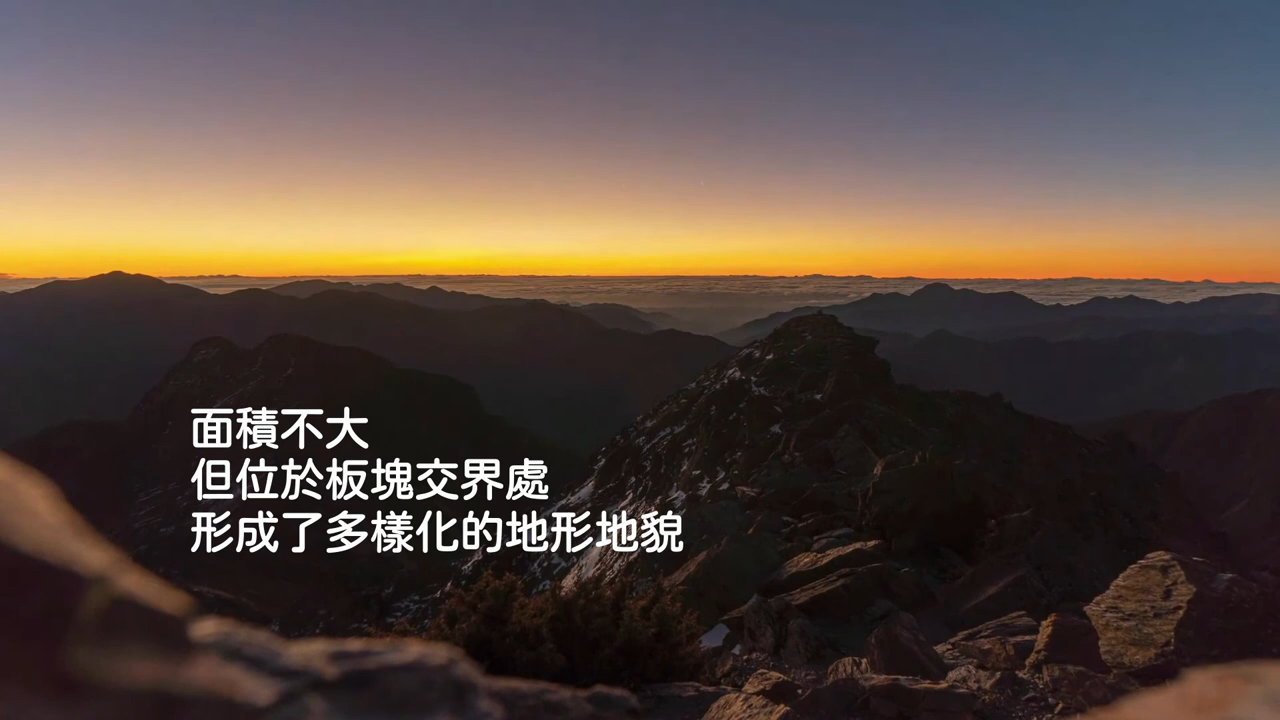 面積不大
但位於板塊交界處
形成了多樣化的地形地貌